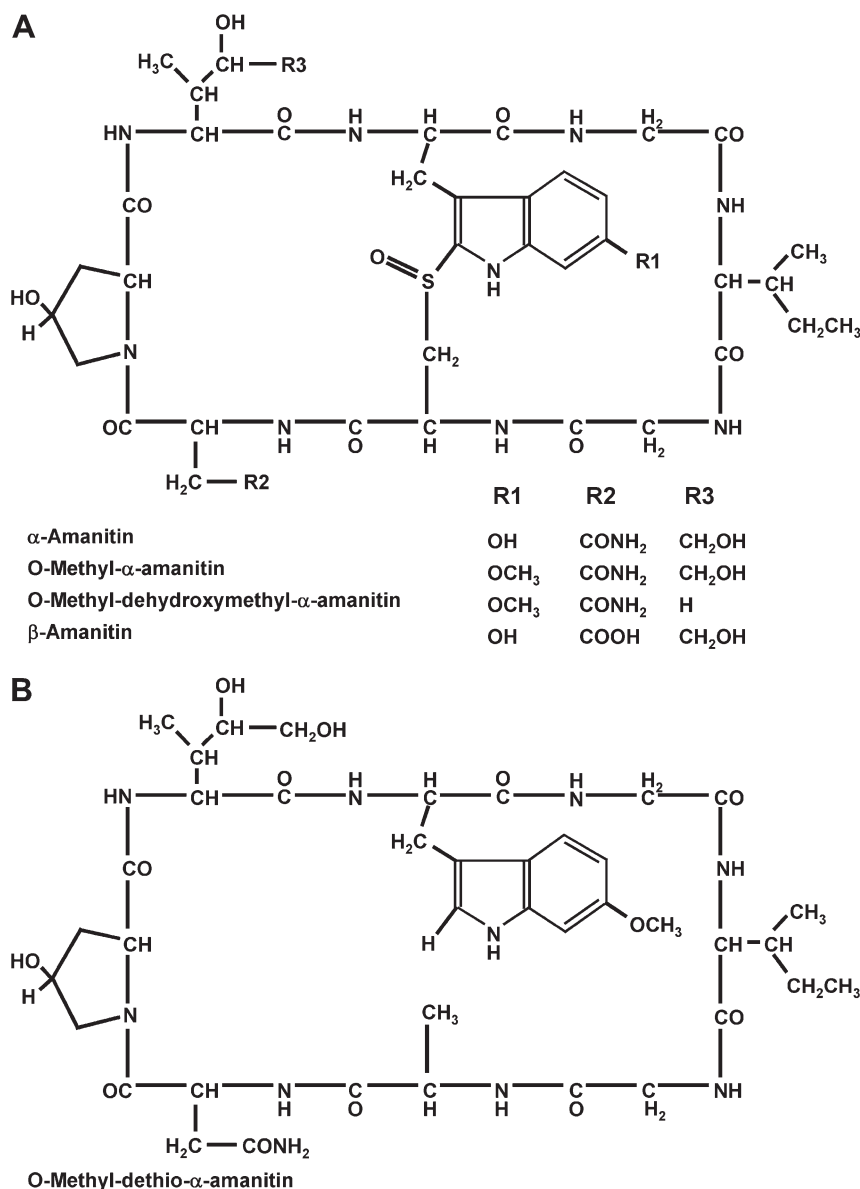 A
OH
H₃C CH R3
CH
HN CH C O N H C H C O N H C H₂ CO
H₂C
CO NH
R1
O S N H
CH₃
CH CH CH
HO
H
CH₂CH₃
N CH₂ CO
OC CH N H C O C H N H C O C H₂ NH
H₂C R2
R1 R2 R3
α-Amanitin OH CONH₂ CH₂OH
O-Methyl-α-amanitin OCH₃ CONH₂ CH₂OH
O-Methyl-dehydroxymethyl-α-amanitin OCH₃ CONH₂ H
β-Amanitin OH COOH CH₂OH
B
OH
H₃C CH CH₂OH
CH
HN CH C O N H C H C O N H C H₂ CO
H₂C
CO NH
OCH₃
H N H
CH₃
CH CH CH
HO
H
CH₂CH₃
N CH₃ CO
OC CH N H C O C H N H C O C H₂ NH
H₂C CONH₂
O-Methyl-dethio-α-amanitin